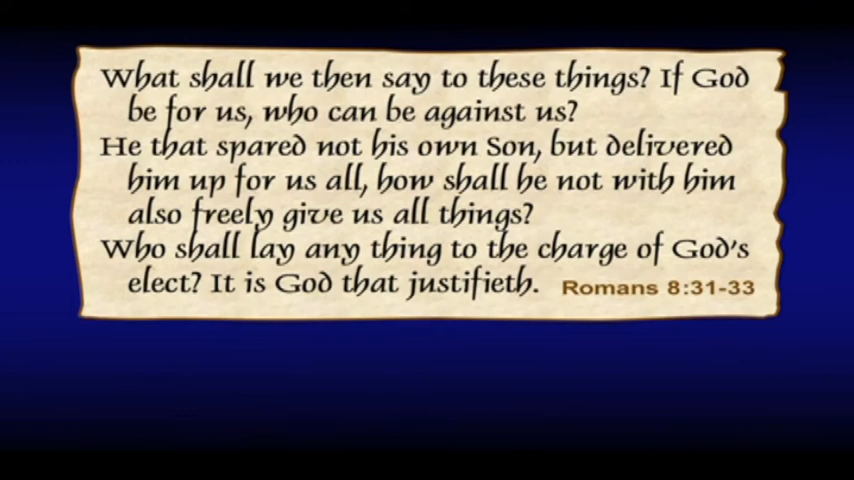 What shall we then say to these things? If God
be for us, who can be against us?
He that spared not his own Son, but delivered
him up for us all, how shall he not with him
also freely give us all things?
Who shall lay any thing to the charge of God's
elect? It is God that justifieth. Romans 8:31-33